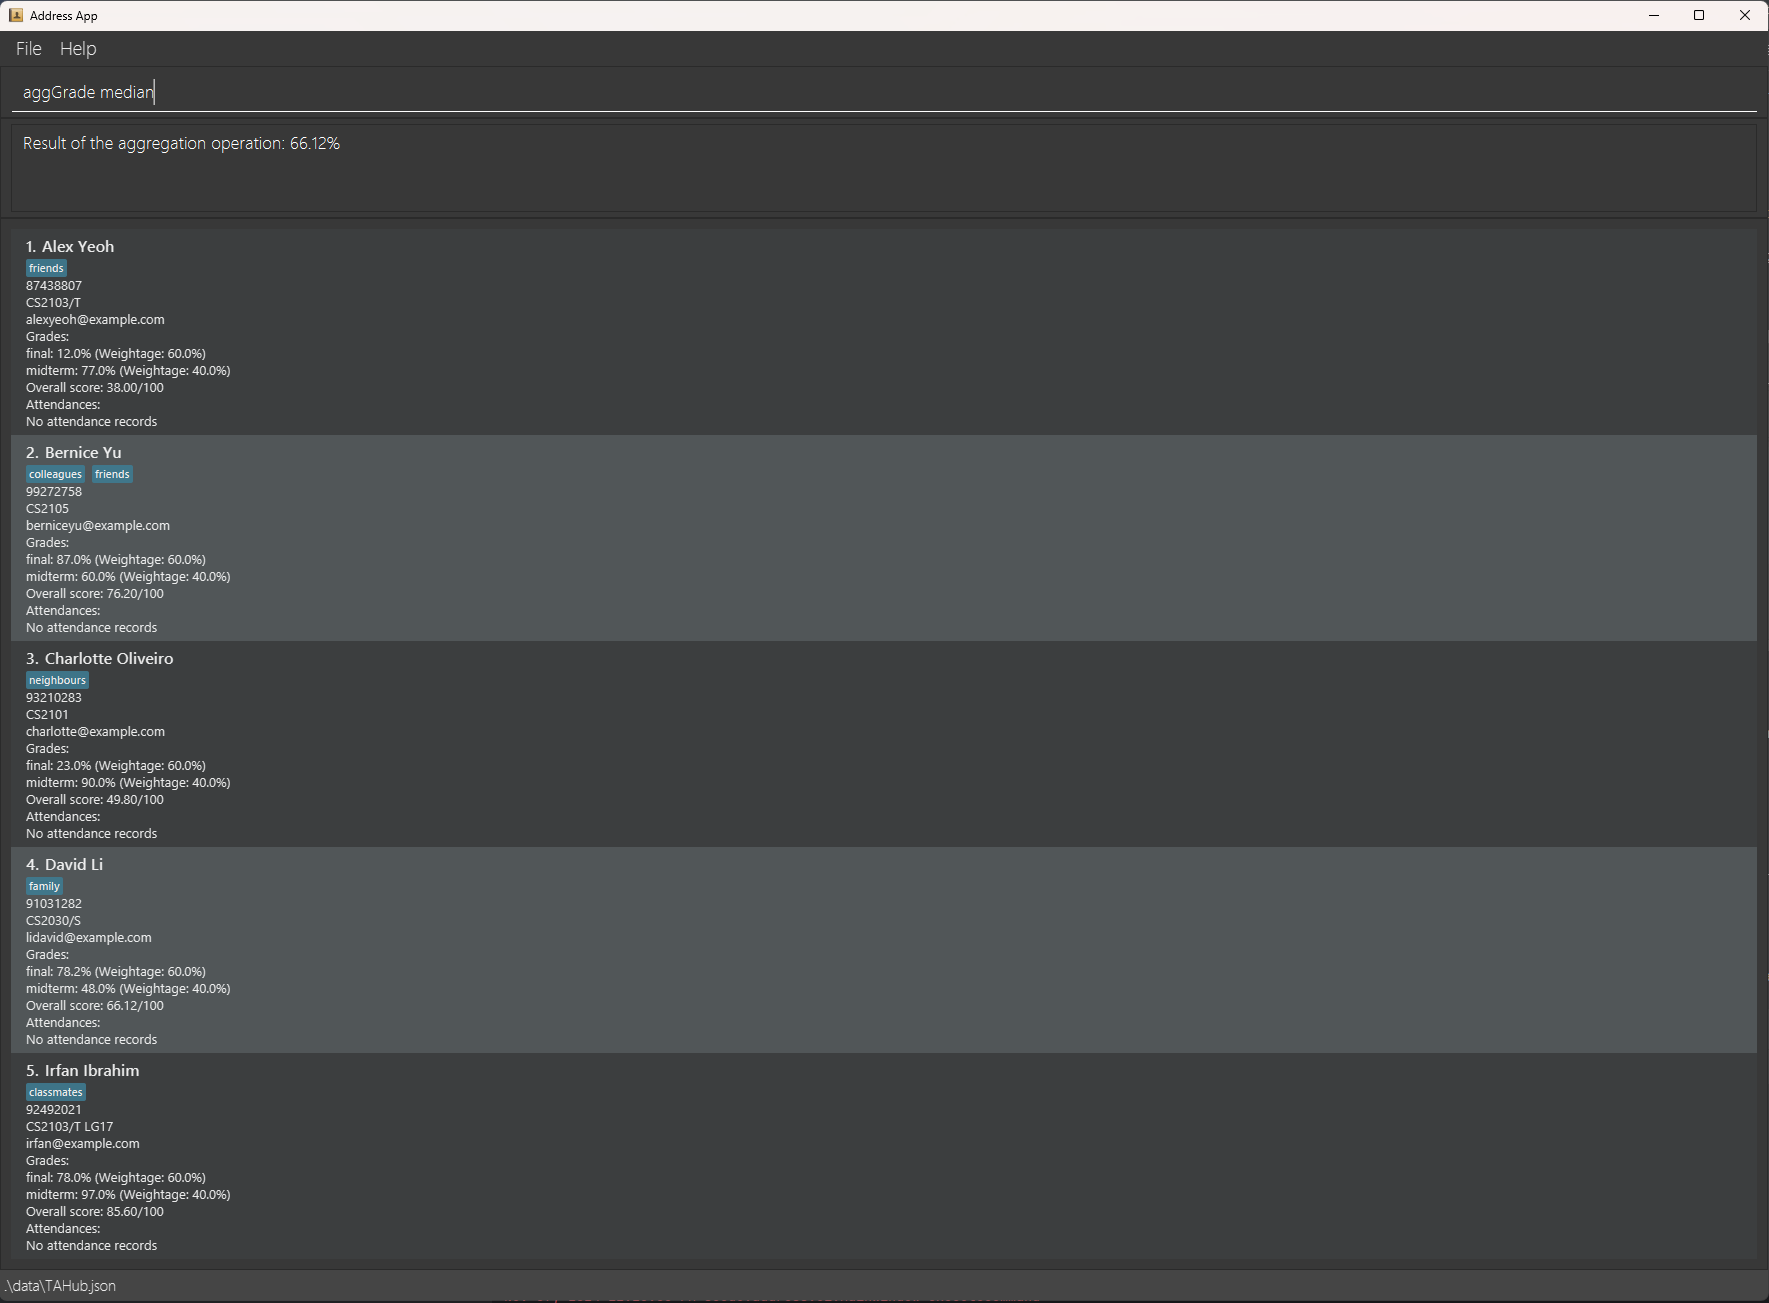 Address App
File Help
aggGrade median
Result of the aggregation operation: 66.12%
1. Alex Yeoh
friends
87438807
CS2103/T
alexyeoh@example.com
Grades:
final: 12.0% (Weightage: 60.0%)
midterm: 77.0% (Weightage: 40.0%)
Overall score: 38.00/100
Attendances:
No attendance records
2. Bernice Yu
colleagues friends
99272758
CS2105
berniceyu@example.com
Grades:
final: 87.0% (Weightage: 60.0%)
midterm: 60.0% (Weightage: 40.0%)
Overall score: 76.20/100
Attendances:
No attendance records
3. Charlotte Oliveiro
neighbours
93210283
CS2101
charlotte@example.com
Grades:
final: 23.0% (Weightage: 60.0%)
midterm: 90.0% (Weightage: 40.0%)
Overall score: 49.80/100
Attendances:
No attendance records
4. David Li
family
91031282
CS2030/S
lidavid@example.com
Grades:
final: 78.2% (Weightage: 60.0%)
midterm: 48.0% (Weightage: 40.0%)
Overall score: 66.12/100
Attendances:
No attendance records
5. Irfan Ibrahim
classmates
92492021
CS2103/T LG17
irfan@example.com
Grades:
final: 78.0% (Weightage: 60.0%)
midterm: 97.0% (Weightage: 40.0%)
Overall score: 85.60/100
Attendances:
No attendance records
.\data\TAHub.json